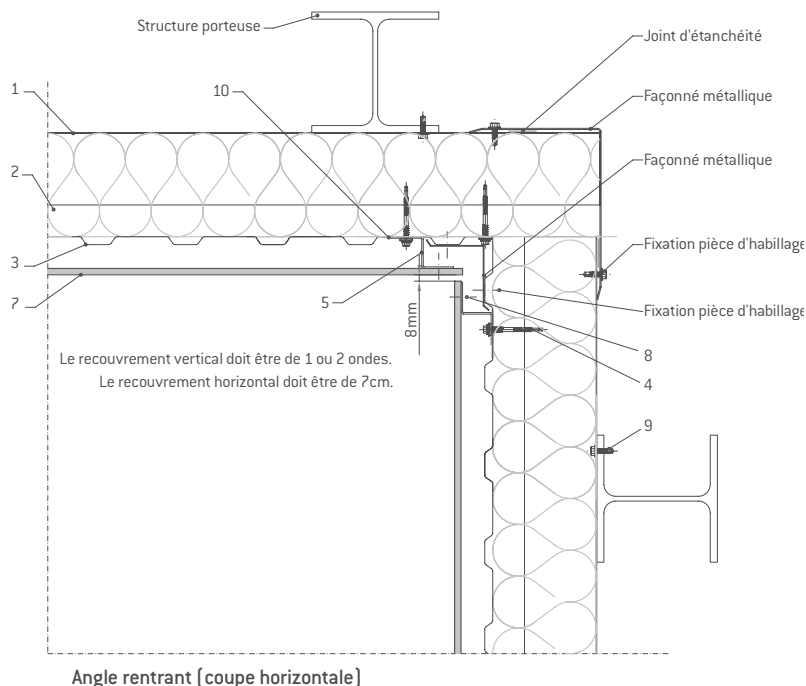 Structure porteuse
Joint d'étanchéité
1
10
Façonné métallique
Façonné métallique
2
3
Fixation pièce d'habillage
7
5
8mm
Fixation pièce d'habillage
8
Le recouvrement vertical doit être de 1 ou 2 ondes.
Le recouvrement horizontal doit être de 7cm.
4
9
Angle rentrant (coupe horizontale)